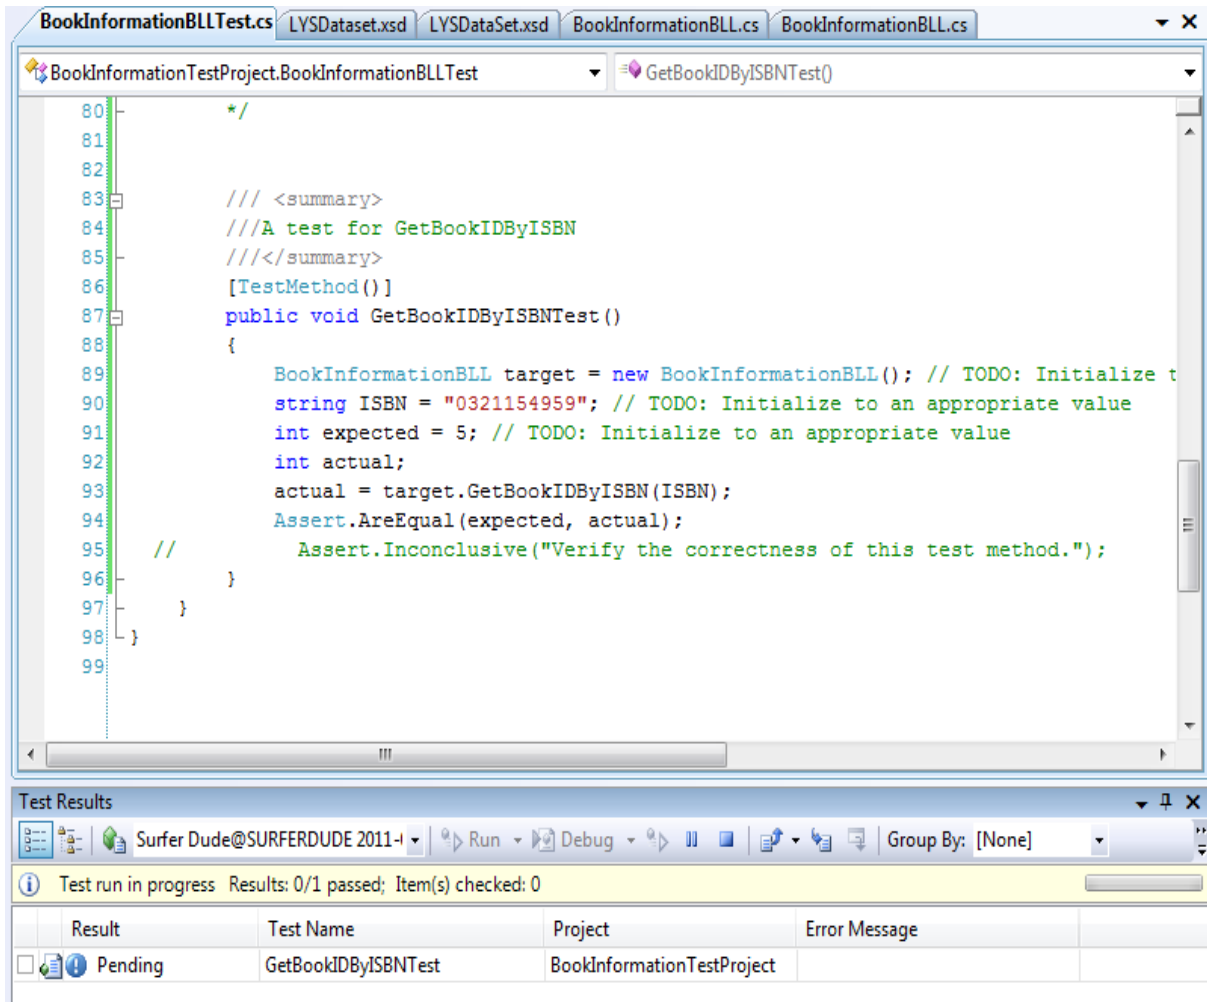 BookInformationBLLTest.cs LYSDataset.xsd LYSDataSet.xsd BookInformationBLL.cs BookInformationBLL.cs
BookInformationTestProject.BookInformationBLLTest GetBookIDByISBNTest()
80 */
81
82
83 /// <summary>
84 ///A test for GetBookIDByISBN
85 ///</summary>
86 [TestMethod()]
87 public void GetBookIDByISBNTest()
88 {
89 BookInformationBLL target = new BookInformationBLL(); // TODO: Initialize t
90 string ISBN = "0321154959"; // TODO: Initialize to an appropriate value
91 int expected = 5; // TODO: Initialize to an appropriate value
92 int actual;
93 actual = target.GetBookIDByISBN(ISBN);
94 Assert.AreEqual(expected, actual);
95 // Assert.Inconclusive("Verify the correctness of this test method.");
96 }
97 }
98 }
99
Test Results
Surfer Dude@SURFERDUDE 2011-( Run Debug Group By: [None]
Test run in progress Results: 0/1 passed; Item(s) checked: 0
Result Test Name Project Error Message
Pending GetBookIDByISBNTest BookInformationTestProject